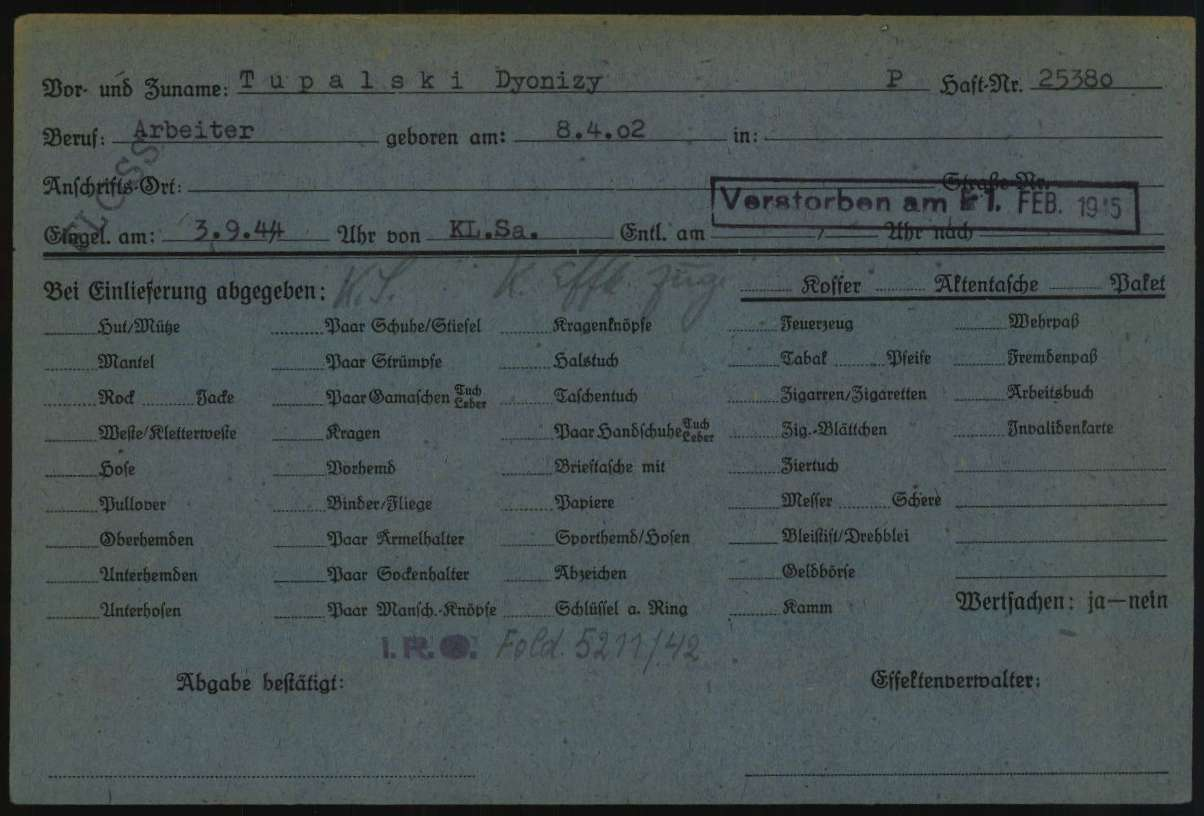 Vor- und Zuname: Tupalski Dyonizy P Haft-Nr. 25380
Beruf: Arbeiter geboren am: 8.4.02 in:
Anschrifts-Ort: Straße Nr.
Verstorben am 1. FEB. 1945
Eingel. am: 3.9.44 Uhr von KL.Sa. Entl. am Uhr nach
Bei Einlieferung abgegeben: K. S. K. Effk. zug. Koffer Aktentasche Paket
Hut/Mütze Paar Schuhe/Stiefel Kragenknöpfe Feuerzeug Wehrpaß
Mantel Paar Strümpfe Halstuch Tabak Pfeife Fremdenpaß
Rock Jacke Paar Gamaschen Tuch Leder Taschentuch Zigarren/Zigaretten Arbeitsbuch
Weste/Kletterweste Kragen Paar Handschuhe Tuch Leder Zig.-Blättchen Invalidenkarte
Hose Vorhemd Brieftasche mit Ziertuch
Pullover Binder/Fliege Papiere Messer Schere
Oberhemden Paar Ärmelhalter Sporthemd/Hosen Bleistift/Drehblei
Unterhemden Paar Sockenhalter Abzeichen Geldbörse
Unterhosen Paar Mansch.-Knöpfe Schlüssel a. Ring Kamm Wertsachen: ja—nein
I.R.O. Fold. 5211/42
Abgabe bestätigt: Effektenverwalter: